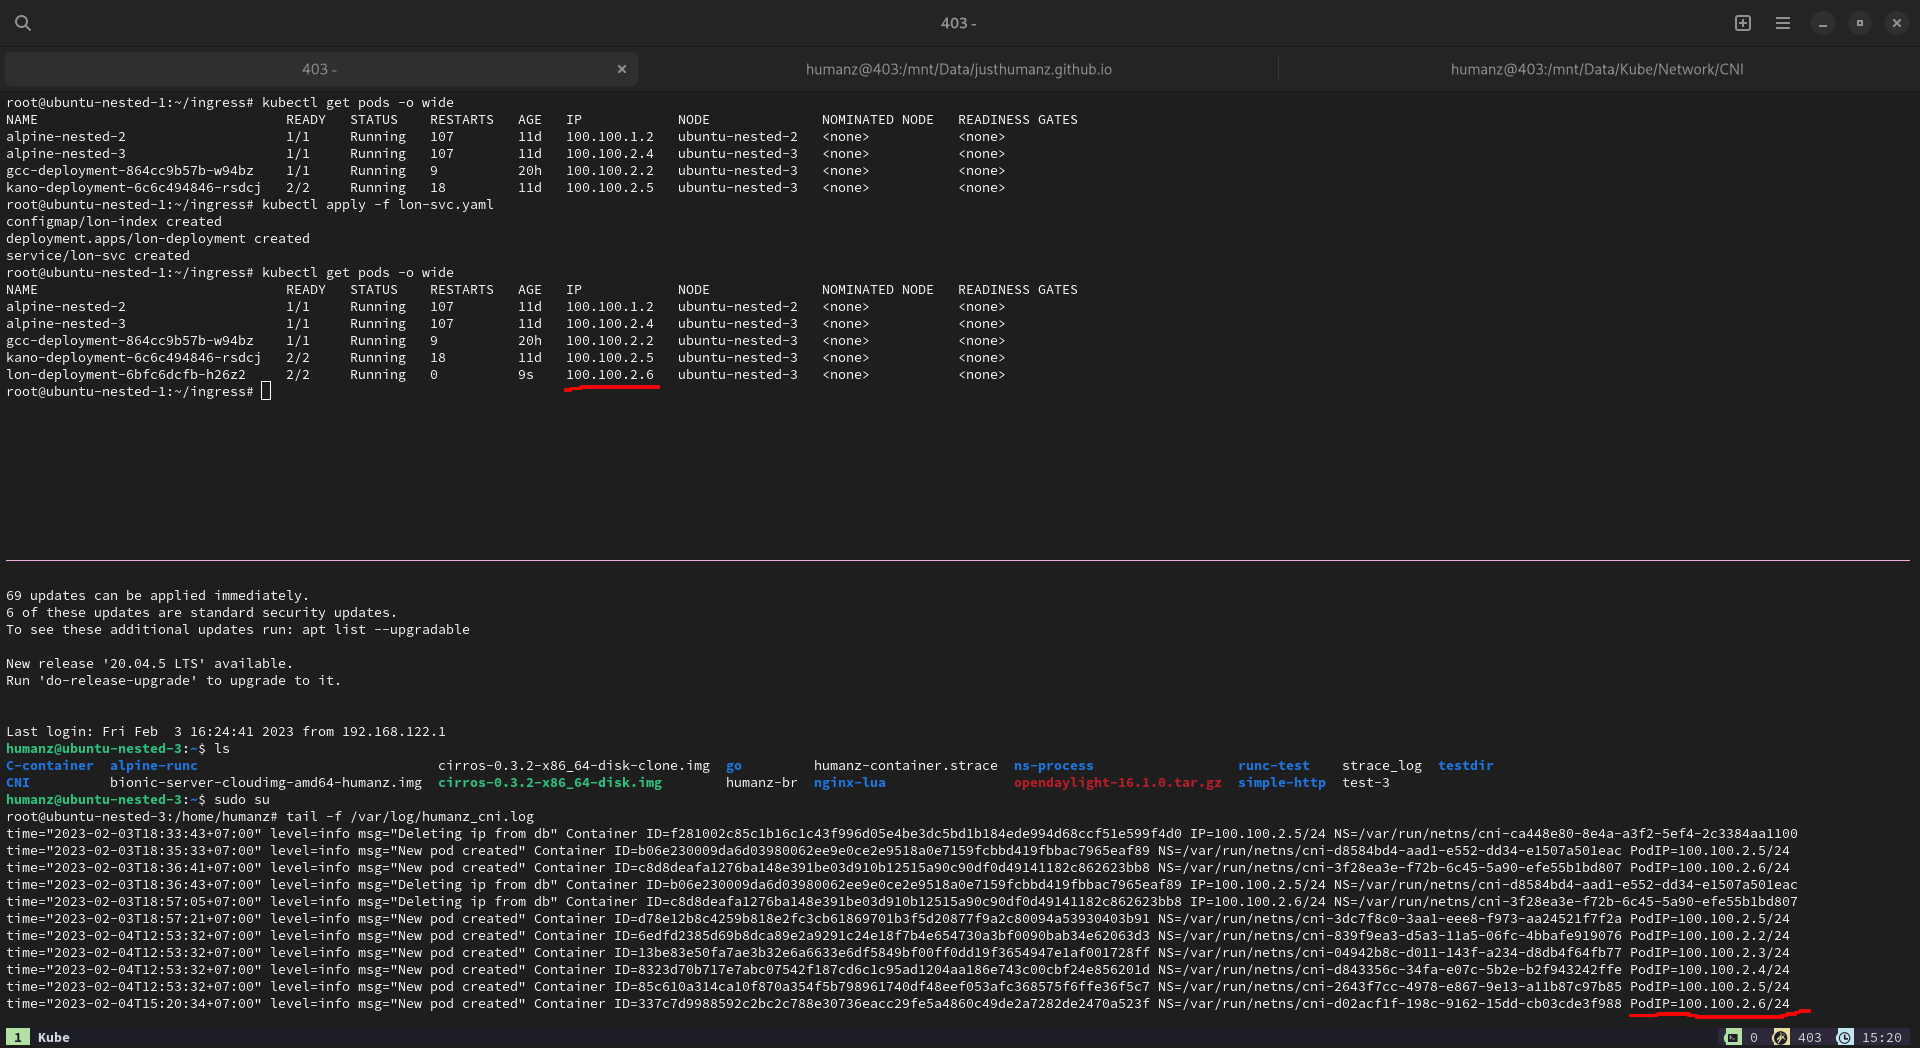 403 -
403 -
humanz@403:/mnt/Data/justhumanz.github.io
humanz@403:/mnt/Data/Kube/Network/CNI
root@ubuntu-nested-1:~/ingress# kubectl get pods -o wide
NAME READY STATUS RESTARTS AGE IP NODE NOMINATED NODE READINESS GATES
alpine-nested-2 1/1 Running 107 11d 100.100.1.2 ubuntu-nested-2 <none> <none>
alpine-nested-3 1/1 Running 107 11d 100.100.2.4 ubuntu-nested-3 <none> <none>
gcc-deployment-864cc9b57b-w94bz 1/1 Running 9 20h 100.100.2.2 ubuntu-nested-3 <none> <none>
kano-deployment-6c6c494846-rsdcj 2/2 Running 18 11d 100.100.2.5 ubuntu-nested-3 <none> <none>
root@ubuntu-nested-1:~/ingress# kubectl apply -f lon-svc.yaml
configmap/lon-index created
deployment.apps/lon-deployment created
service/lon-svc created
root@ubuntu-nested-1:~/ingress# kubectl get pods -o wide
NAME READY STATUS RESTARTS AGE IP NODE NOMINATED NODE READINESS GATES
alpine-nested-2 1/1 Running 107 11d 100.100.1.2 ubuntu-nested-2 <none> <none>
alpine-nested-3 1/1 Running 107 11d 100.100.2.4 ubuntu-nested-3 <none> <none>
gcc-deployment-864cc9b57b-w94bz 1/1 Running 9 20h 100.100.2.2 ubuntu-nested-3 <none> <none>
kano-deployment-6c6c494846-rsdcj 2/2 Running 18 11d 100.100.2.5 ubuntu-nested-3 <none> <none>
lon-deployment-6bfc6dcfb-h26z2 2/2 Running 0 9s 100.100.2.6 ubuntu-nested-3 <none> <none>
root@ubuntu-nested-1:~/ingress#
69 updates can be applied immediately.
6 of these updates are standard security updates.
To see these additional updates run: apt list --upgradable
New release '20.04.5 LTS' available.
Run 'do-release-upgrade' to upgrade to it.
Last login: Fri Feb  3 16:24:41 2023 from 192.168.122.1
humanz@ubuntu-nested-3:~$ ls
C-container alpine-runc cirros-0.3.2-x86_64-disk-clone.img go humanz-container.strace ns-process runc-test strace_log testdir
CNI bionic-server-cloudimg-amd64-humanz.img cirros-0.3.2-x86_64-disk.img humanz-br nginx-lua opendaylight-16.1.0.tar.gz simple-http test-3
humanz@ubuntu-nested-3:~$ sudo su
root@ubuntu-nested-3:/home/humanz# tail -f /var/log/humanz_cni.log
time="2023-02-03T18:33:43+07:00" level=info msg="Deleting ip from db" Container ID=f281002c85c1b16c1c43f996d05e4be3dc5bd1b184ede994d68ccf51e599f4d0 IP=100.100.2.5/24 NS=/var/run/netns/cni-ca448e80-8e4a-a3f2-5ef4-2c3384aa1100
time="2023-02-03T18:35:33+07:00" level=info msg="New pod created" Container ID=b06e230009da6d03980062ee9e0ce2e9518a0e7159fcbbd419fbbac7965eaf89 NS=/var/run/netns/cni-d8584bd4-aad1-e552-dd34-e1507a501eac PodIP=100.100.2.5/24
time="2023-02-03T18:36:41+07:00" level=info msg="New pod created" Container ID=c8d8deafa1276ba148e391be03d910b12515a90c90df0d49141182c862623bb8 NS=/var/run/netns/cni-3f28ea3e-f72b-6c45-5a90-efe55b1bd807 PodIP=100.100.2.6/24
time="2023-02-03T18:36:43+07:00" level=info msg="Deleting ip from db" Container ID=b06e230009da6d03980062ee9e0ce2e9518a0e7159fcbbd419fbbac7965eaf89 IP=100.100.2.5/24 NS=/var/run/netns/cni-d8584bd4-aad1-e552-dd34-e1507a501eac
time="2023-02-03T18:57:05+07:00" level=info msg="Deleting ip from db" Container ID=c8d8deafa1276ba148e391be03d910b12515a90c90df0d49141182c862623bb8 IP=100.100.2.6/24 NS=/var/run/netns/cni-3f28ea3e-f72b-6c45-5a90-efe55b1bd807
time="2023-02-03T18:57:21+07:00" level=info msg="New pod created" Container ID=d78e12b8c4259b818e2fc3cb61869701b3f5d20877f9a2c80094a53930403b91 NS=/var/run/netns/cni-3dc7f8c0-3aa1-eee8-f973-aa24521f7f2a PodIP=100.100.2.5/24
time="2023-02-04T12:53:32+07:00" level=info msg="New pod created" Container ID=6edfd2385d69b8dca89e2a9291c24e18f7b4e654730a3bf0090bab34e62063d3 NS=/var/run/netns/cni-839f9ea3-d5a3-11a5-06fc-4bbafe919076 PodIP=100.100.2.2/24
time="2023-02-04T12:53:32+07:00" level=info msg="New pod created" Container ID=13be83e50fa7ae3b32e6a6633e6df5849bf00ff0dd19f3654947e1af001728ff NS=/var/run/netns/cni-04942b8c-d011-143f-a234-d8db4f64fb77 PodIP=100.100.2.3/24
time="2023-02-04T12:53:32+07:00" level=info msg="New pod created" Container ID=8323d70b717e7abc07542f187cd6c1c95ad1204aa186e743c00cbf24e856201d NS=/var/run/netns/cni-d843356c-34fa-e07c-5b2e-b2f943242ffe PodIP=100.100.2.4/24
time="2023-02-04T12:53:32+07:00" level=info msg="New pod created" Container ID=85c610a314ca10f870a354f5b798961740df48eef053afc368575f6ffe36f5c7 NS=/var/run/netns/cni-2643f7cc-4978-e867-9e13-a11b87c97b85 PodIP=100.100.2.5/24
time="2023-02-04T15:20:34+07:00" level=info msg="New pod created" Container ID=337c7d9988592c2bc2c788e30736eacc29fe5a4860c49de2a7282de2470a523f NS=/var/run/netns/cni-d02acf1f-198c-9162-15dd-cb03cde3f988 PodIP=100.100.2.6/24
1 Kube 0 403 15:20